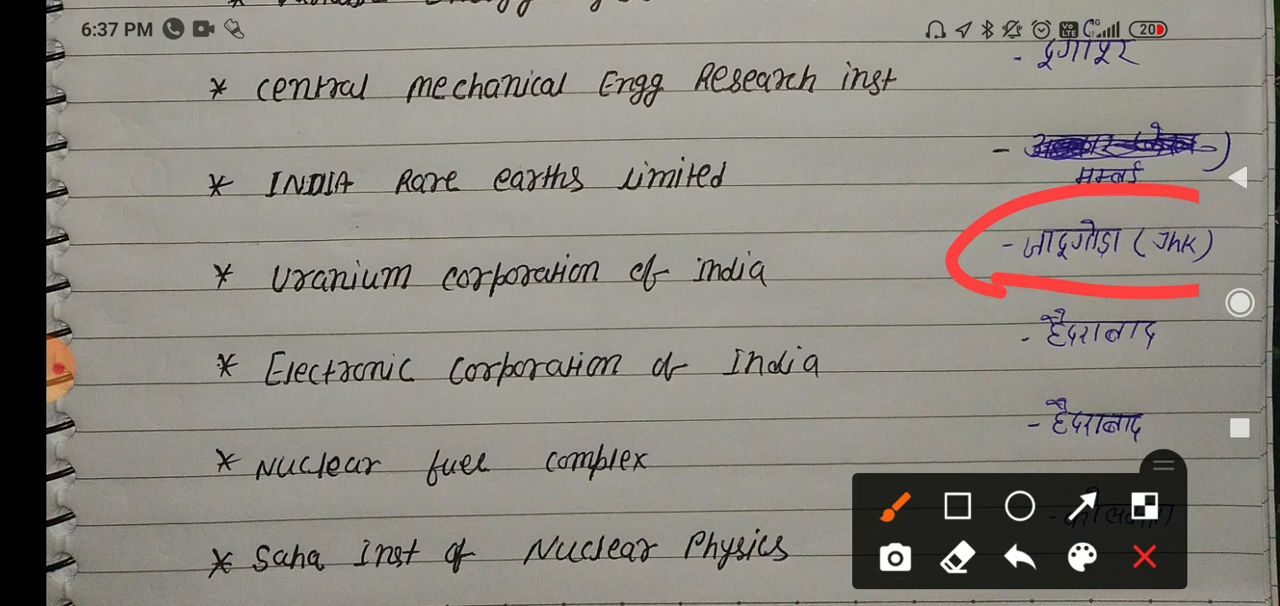 6:37 PM 20
* Central mechanical Engg Research inst - दुर्गापुर
* INDIA Rare earths Limited - मुम्बई
* Uranium corporation of india - जादूगोड़ा (Jhk)
* Electronic corporation of India - हैदराबाद
* Nuclear fuel complex - हैदराबाद
* Saha Inst of Nuclear Physics